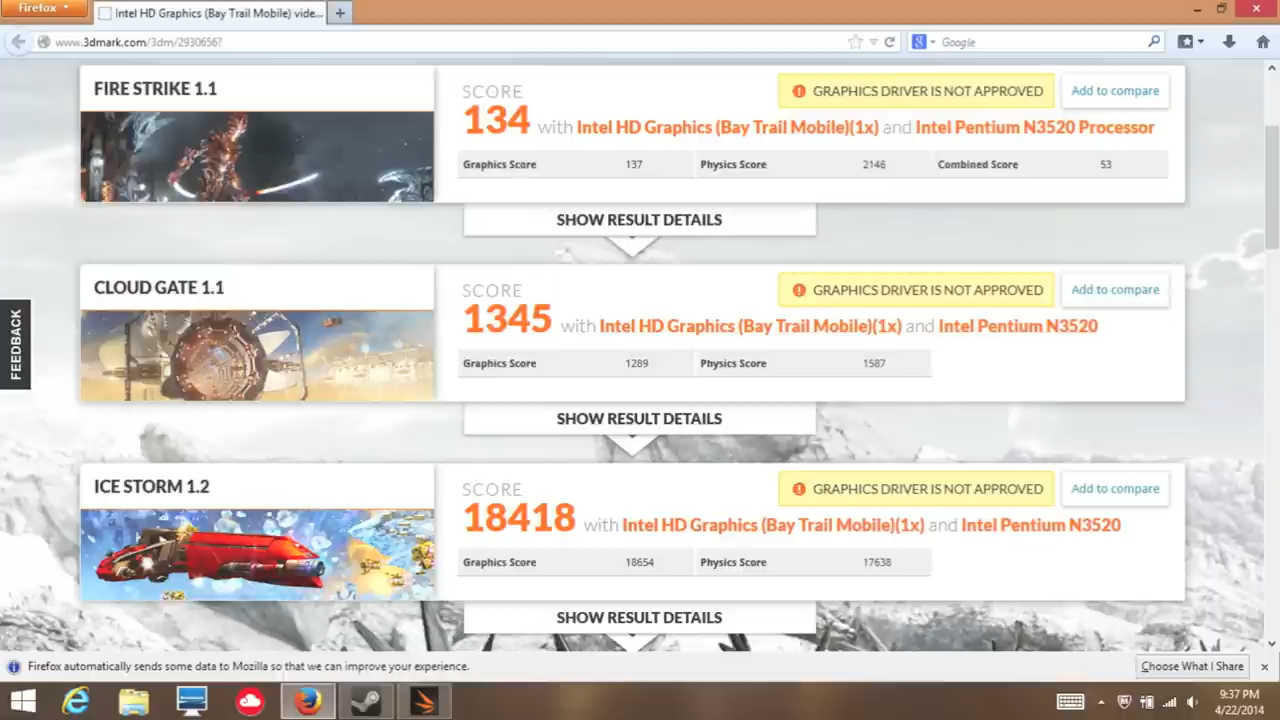 Firefox
Intel HD Graphics (Bay Trail Mobile) vide...
www.3dmark.com/3dm/2930656?
Google
FIRE STRIKE 1.1
SCORE
GRAPHICS DRIVER IS NOT APPROVED
Add to compare
134 with Intel HD Graphics (Bay Trail Mobile)(1x) and Intel Pentium N3520 Processor
Graphics Score 137 Physics Score 2146 Combined Score 53
SHOW RESULT DETAILS
CLOUD GATE 1.1
SCORE
GRAPHICS DRIVER IS NOT APPROVED
Add to compare
1345 with Intel HD Graphics (Bay Trail Mobile)(1x) and Intel Pentium N3520
Graphics Score 1289 Physics Score 1587
SHOW RESULT DETAILS
FEEDBACK
ICE STORM 1.2
SCORE
GRAPHICS DRIVER IS NOT APPROVED
Add to compare
18418 with Intel HD Graphics (Bay Trail Mobile)(1x) and Intel Pentium N3520
Graphics Score 18654 Physics Score 17638
SHOW RESULT DETAILS
Firefox automatically sends some data to Mozilla so that we can improve your experience.
Choose What I Share
9:37 PM
4/22/2014